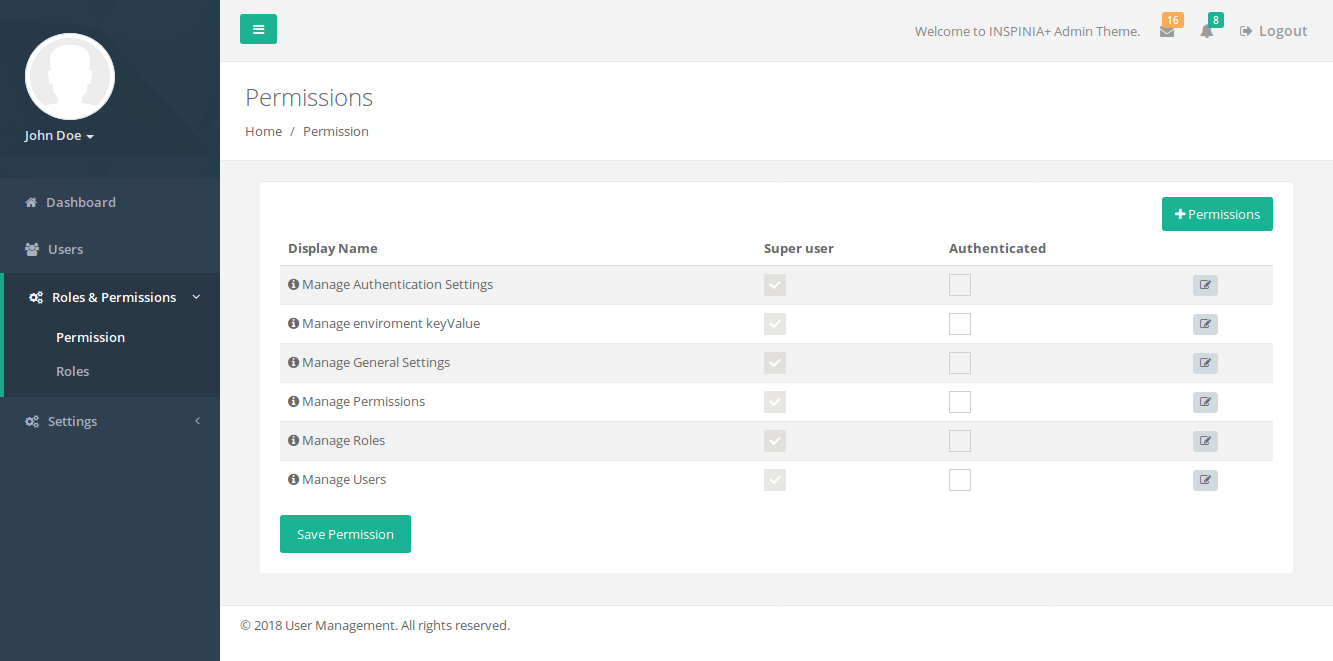 Welcome to INSPINIA+ Admin Theme. 16 8 Logout
John Doe
Dashboard
Users
Roles & Permissions
Permission
Roles
Settings
Permissions
Home / Permission
Permissions
Display Name Super user Authenticated
Manage Authentication Settings
Manage enviroment keyValue
Manage General Settings
Manage Permissions
Manage Roles
Manage Users
Save Permission
© 2018 User Management. All rights reserved.